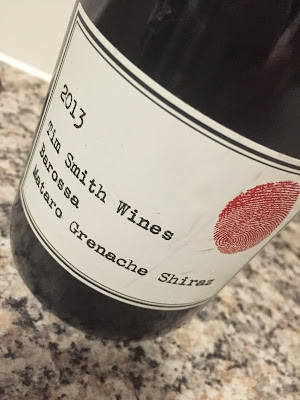 2013
Tim Smith Wines
Barossa
Mataro Grenache Shiraz